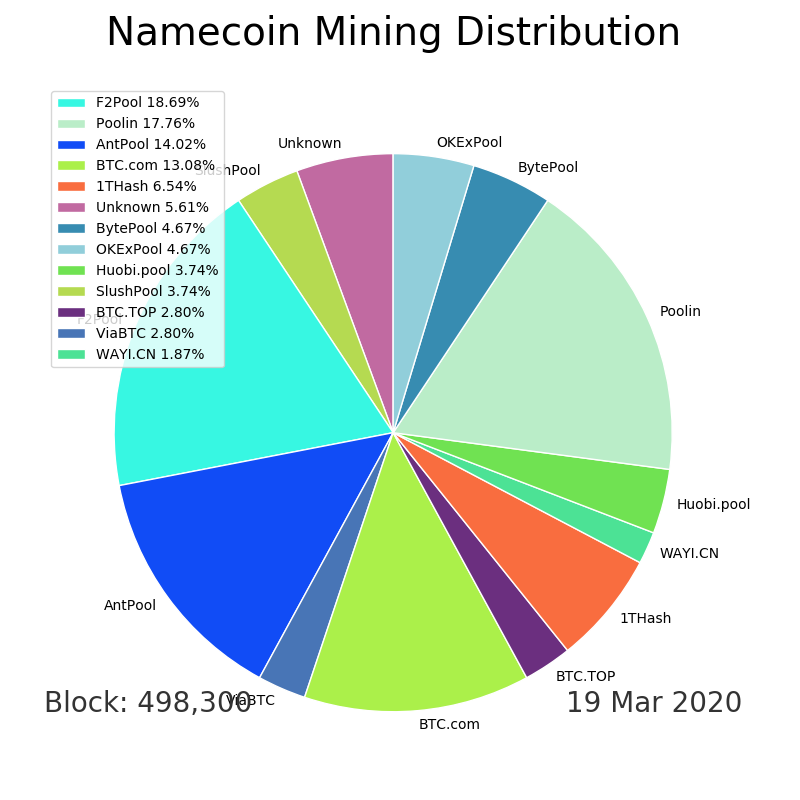 Namecoin Mining Distribution
F2Pool 18.69%
Poolin 17.76%
AntPool 14.02%
BTC.com 13.08%
1THash 6.54%
Unknown 5.61%
BytePool 4.67%
OKExPool 4.67%
Huobi.pool 3.74%
SlushPool 3.74%
BTC.TOP 2.80%
ViaBTC 2.80%
WAYI.CN 1.87%
Unknown
OKExPool
BytePool
SlushPool
Poolin
F2Pool
Huobi.pool
WAYI.CN
AntPool
1THash
BTC.TOP
ViaBTC
BTC.com
Block: 498,300
19 Mar 2020